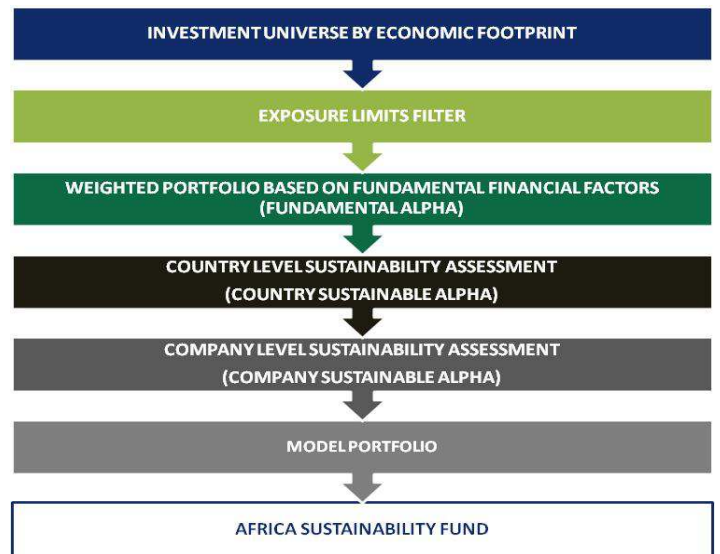 INVESTMENT UNIVERSE BY ECONOMIC FOOTPRINT
EXPOSURE LIMITS FILTER
WEIGHTED PORTFOLIO BASED ON FUNDAMENTAL FINANCIAL FACTORS
(FUNDAMENTAL ALPHA)
COUNTRY LEVEL SUSTAINABILITY ASSESSMENT
(COUNTRY SUSTAINABLE ALPHA)
COMPANY LEVEL SUSTAINABILITY ASSESSMENT
(COMPANY SUSTAINABLE ALPHA)
MODEL PORTFOLIO
AFRICA SUSTAINABILITY FUND